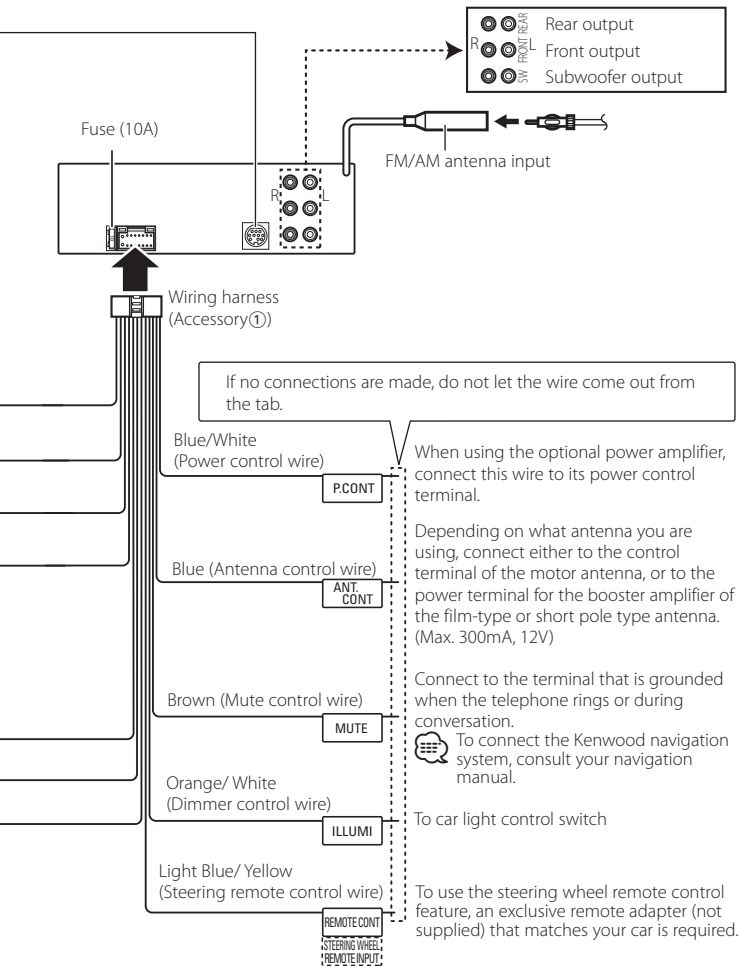 REAR
Rear output
R
FRONT
L
Front output
SW
Subwoofer output
Fuse (10A)
FM/AM antenna input
R
L
Wiring harness
(Accessory①)
If no connections are made, do not let the wire come out from
the tab.
Blue/White
(Power control wire)
P.CONT
When using the optional power amplifier,
connect this wire to its power control
terminal.
Blue (Antenna control wire)
ANT.
CONT
Depending on what antenna you are
using, connect either to the control
terminal of the motor antenna, or to the
power terminal for the booster amplifier of
the film-type or short pole type antenna.
(Max. 300mA, 12V)
Brown (Mute control wire)
MUTE
Connect to the terminal that is grounded
when the telephone rings or during
conversation.
To connect the Kenwood navigation
system, consult your navigation
manual.
Orange/ White
(Dimmer control wire)
ILLUMI
To car light control switch
Light Blue/ Yellow
(Steering remote control wire)
REMOTE CONT
STEERING WHEEL
REMOTE INPUT
To use the steering wheel remote control
feature, an exclusive remote adapter (not
supplied) that matches your car is required.